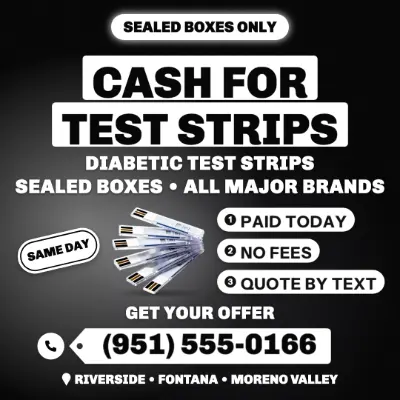 SEALED BOXES ONLY
CASH FOR
TEST STRIPS
DIABETIC TEST STRIPS
SEALED BOXES • ALL MAJOR BRANDS
SAME DAY
1 PAID TODAY
2 NO FEES
3 QUOTE BY TEXT
GET YOUR OFFER
(951) 555-0166
RIVERSIDE • FONTANA • MORENO VALLEY